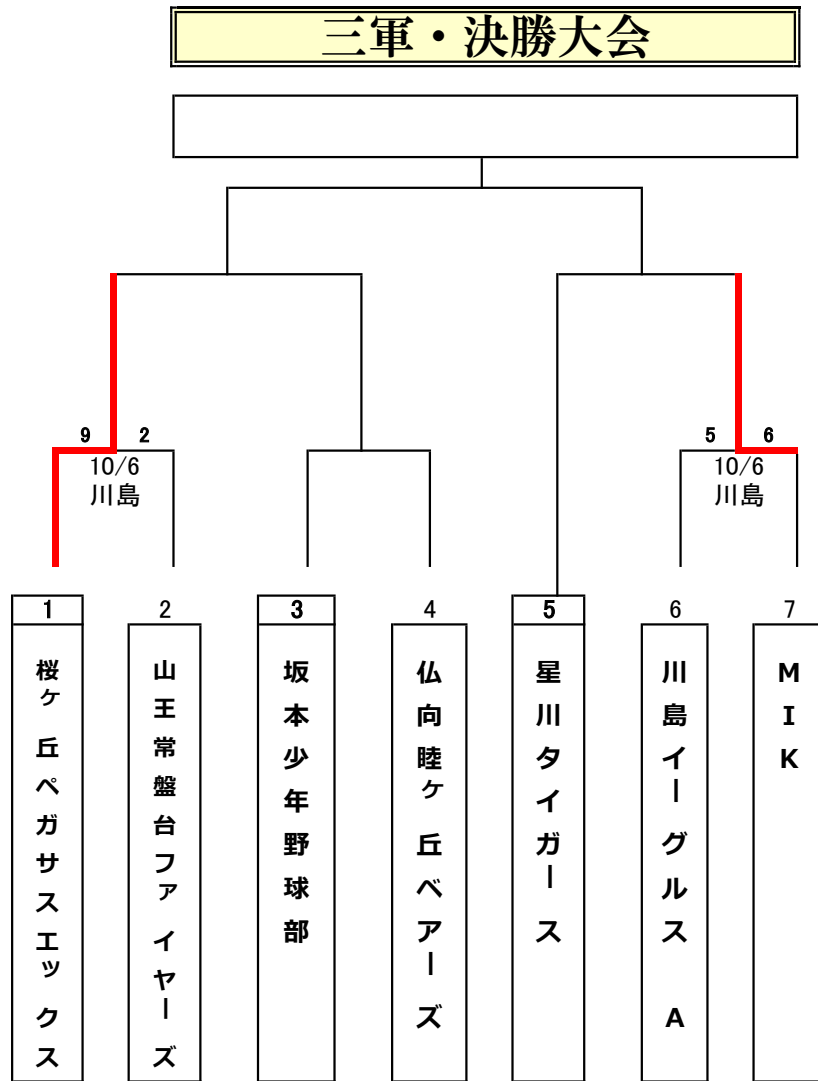 三軍・決勝大会
9 2
10/6
川島
5 6
10/6
川島
1
2
3
4
5
6
7
桜ヶ丘ペガサスエックス
山王常盤台ファイヤーズ
坂本少年野球部
仏向睦ケ丘ベアーズ
星川タイガース
川島イーグルス A
MIK